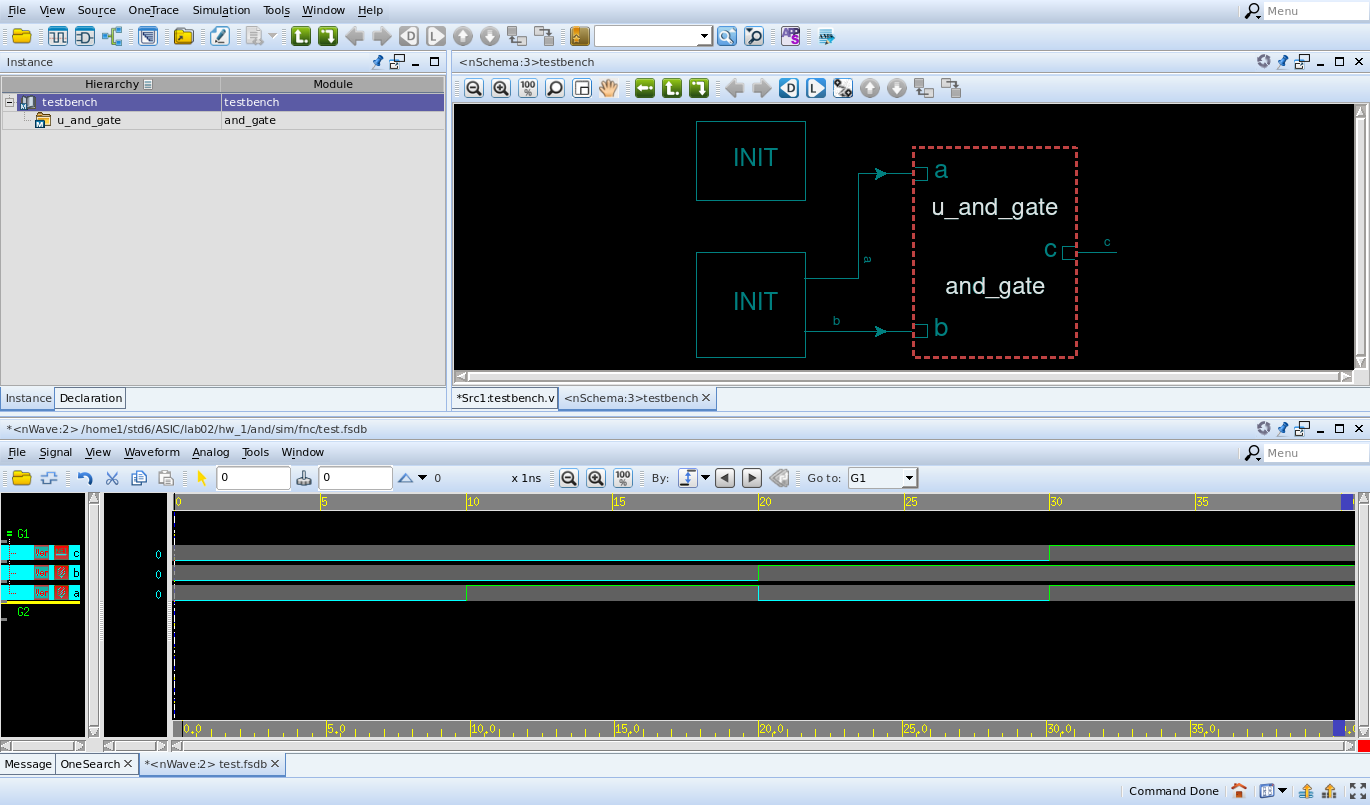 File View Source OneTrace Simulation Tools Window Help
Menu
Instance
<nSchema:3>testbench
Hierarchy Module
testbench testbench
u_and_gate and_gate
100 %
INIT
INIT
a
u_and_gate
c
c
a
and_gate
b
b
Instance Declaration
*Src1:testbench.v <nSchema:3>testbench
*<nWave:2> /home1/std6/ASIC/lab02/hw_1/and/sim/fnc/test.fsdb
File Signal View Waveform Analog Tools Window
Menu
0 0 0 x 1ns 100 % By: Go to: G1
0 5 10 15 20 25 30 35
G1
c 0
b 0
a 0
G2
0.0 5.0 10.0 15.0 20.0 25.0 30.0 35.0
Message OneSearch *<nWave:2> test.fsdb
Command Done